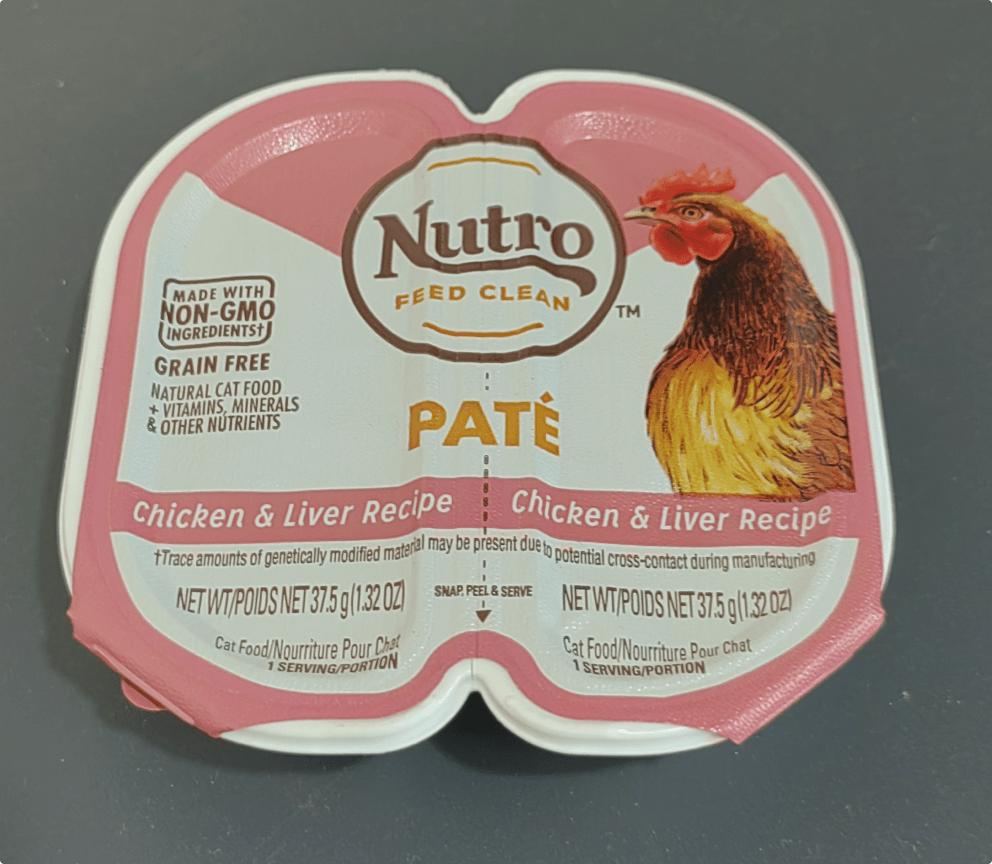 Nutro
FEED CLEAN
™
MADE WITH
NON-GMO
INGREDIENTS†
GRAIN FREE
NATURAL CAT FOOD
+ VITAMINS, MINERALS
& OTHER NUTRIENTS
PATÉ
Chicken & Liver Recipe
Chicken & Liver Recipe
†Trace amounts of genetically modified material may be present due to potential cross-contact during manufacturing
NET WT/POIDS NET 37.5 g (1.32 OZ)
SNAP, PEEL & SERVE
NET WT/POIDS NET 37.5 g (1.32 OZ)
Cat Food/Nourriture Pour Chat
1 SERVING/PORTION
Cat Food/Nourriture Pour Chat
1 SERVING/PORTION